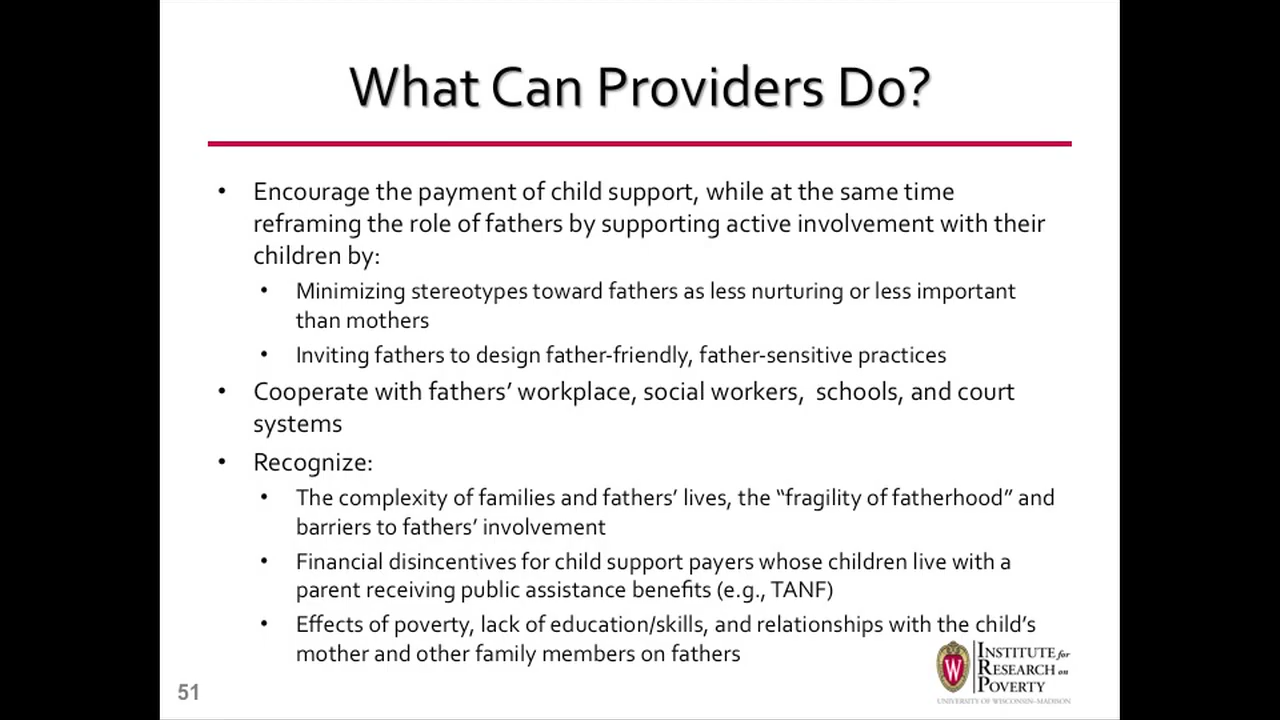 What Can Providers Do?
• Encourage the payment of child support, while at the same time
reframing the role of fathers by supporting active involvement with their
children by:
• Minimizing stereotypes toward fathers as less nurturing or less important
than mothers
• Inviting fathers to design father-friendly, father-sensitive practices
• Cooperate with fathers’ workplace, social workers,  schools, and court
systems
• Recognize:
• The complexity of families and fathers’ lives, the “fragility of fatherhood” and
barriers to fathers’ involvement
• Financial disincentives for child support payers whose children live with a
parent receiving public assistance benefits (e.g., TANF)
• Effects of poverty, lack of education/skills, and relationships with the child’s
mother and other family members on fathers
W
INSTITUTE for
RESEARCH on
POVERTY
UNIVERSITY OF WISCONSIN–MADISON
51